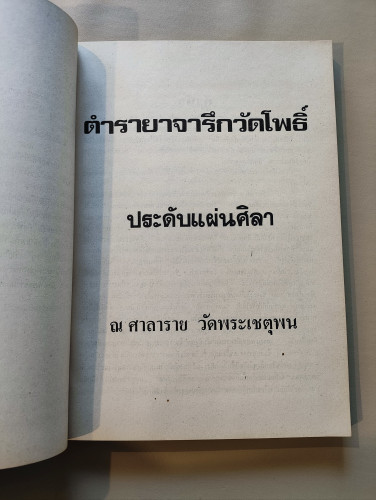 ตำรายาจารึกวัดโพธิ์
ประดับแผ่นศิลา
ณ ศาลาราย วัดพระเชตุพน